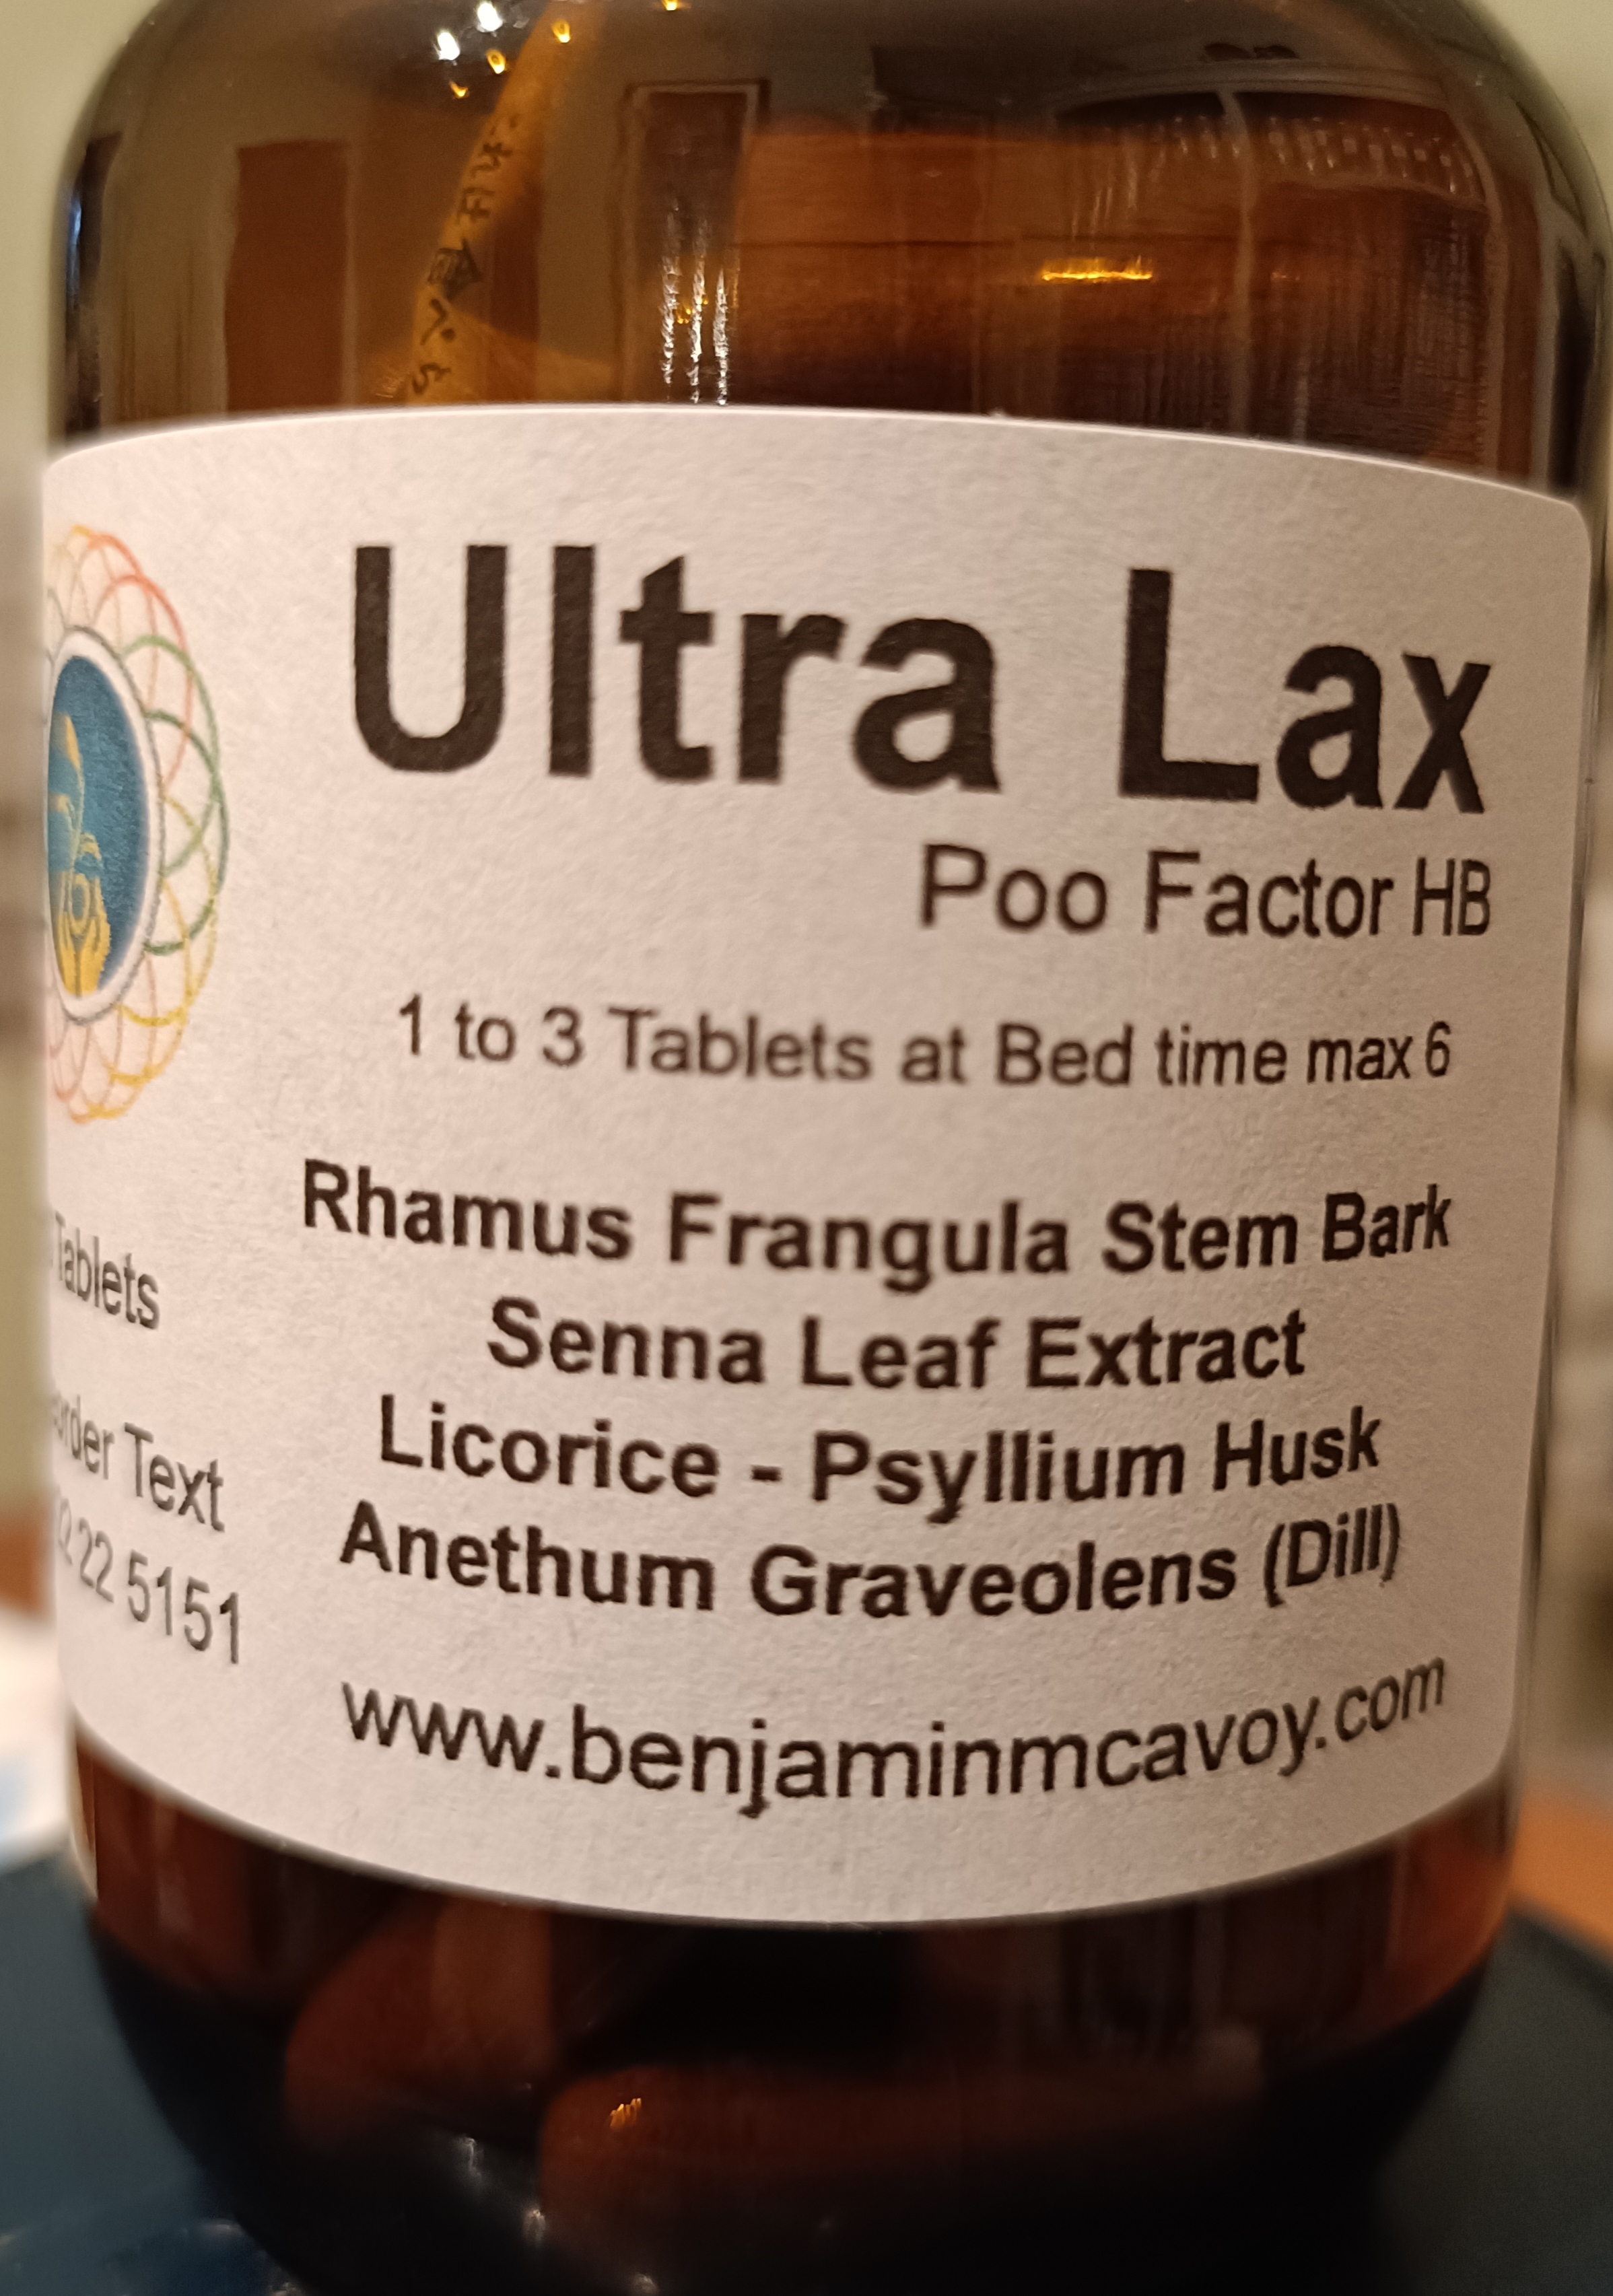 Ultra Lax
Poo Factor HB
1 to 3 Tablets at Bed time max 6
Rhamus Frangula Stem Bark
Senna Leaf Extract
Licorice - Psyllium Husk
Anethum Graveolens (Dill)
www.benjaminmcavoy.com
Tablets
Text
22 5151